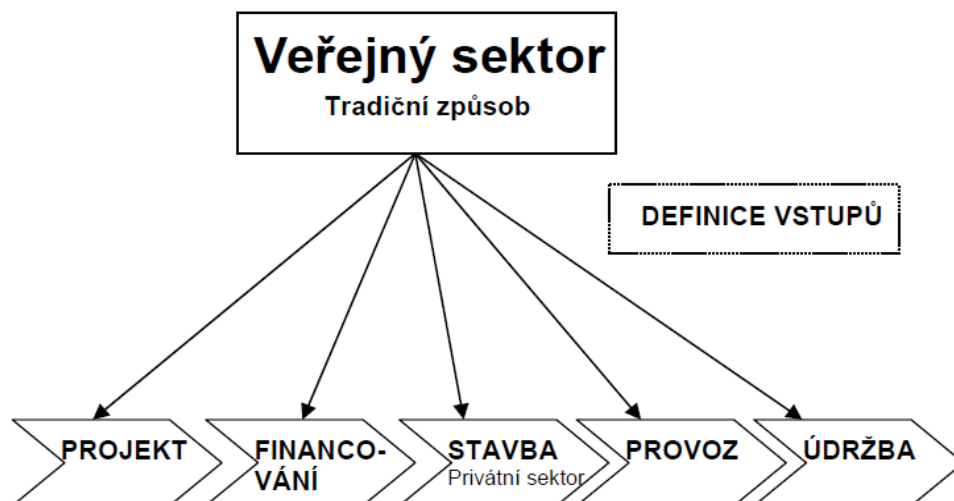 Veřejný sektor
Tradiční způsob
DEFINICE VSTUPŮ
PROJEKT
FINANCO-
VÁNÍ
STAVBA
Privátní sektor
PROVOZ
ÚDRŽBA